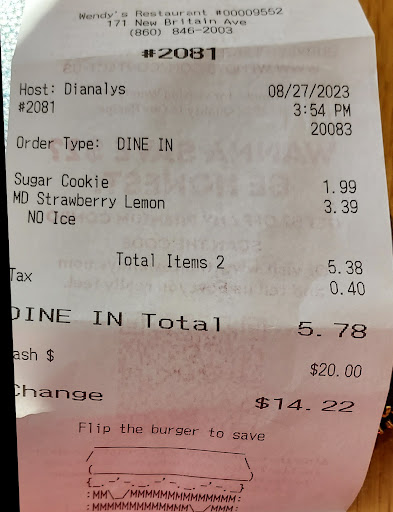 Wendy's Restaurant #00009552
171 New Britain Ave
(860) 846-2003
#2081
Host: Dianalys 08/27/2023
#2081 3:54 PM
20083
Order Type: DINE IN
Sugar Cookie 1.99
MD Strawberry Lemon 3.39
NO Ice
Total Items 2 5.38
Tax 0.40
DINE IN Total 5.78
ash $ $20.00
Change $14.22
Flip the burger to save